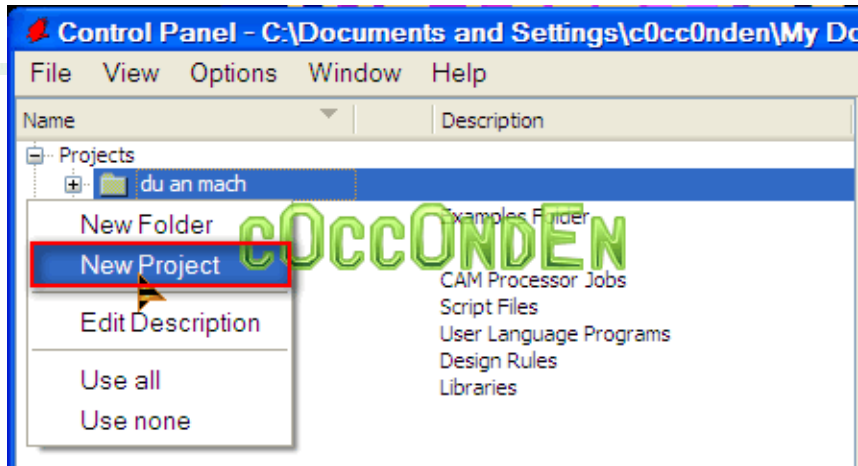 Control Panel - C:\Documents and Settings\c0cc0nden\My Do
File View Options Window Help
Name Description
Projects
du an mach
New Folder
New Project
Edit Description
Use all
Use none
Examples Folder
CAM Processor Jobs
Script Files
User Language Programs
Design Rules
Libraries
c0cc0ndEN